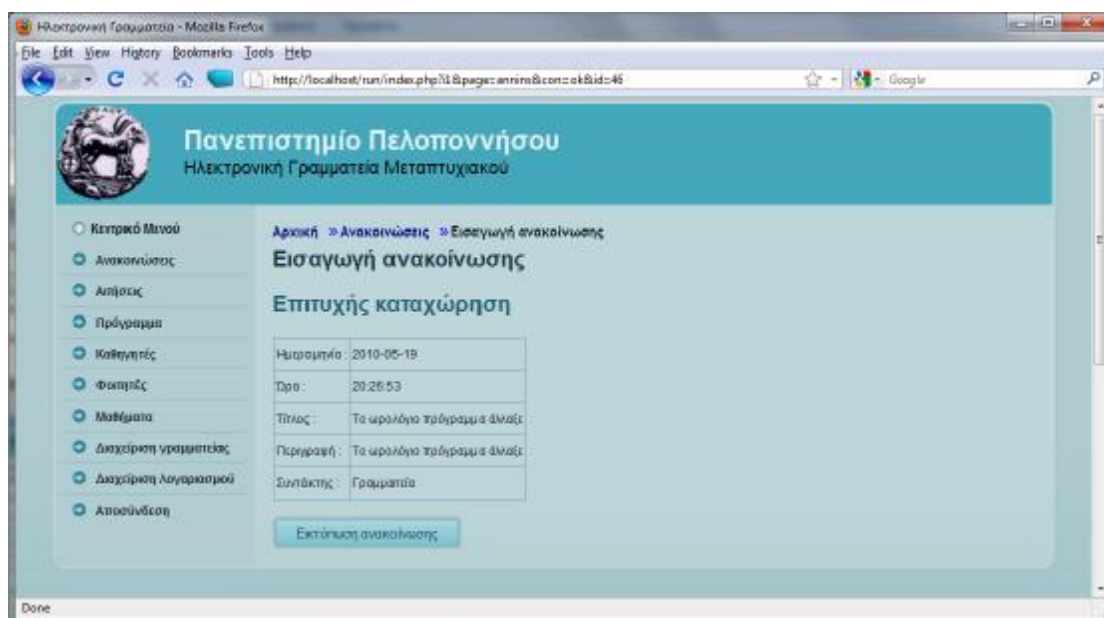 Ηλεκτρονική Γραμματεία - Mozilla Firefox
File Edit View History Bookmarks Tools Help
http://localhost/run/index.php?i1&page=annins&con=ok&id=46
Google
Πανεπιστημίο Πελοποννήσου
Ηλεκτρονική Γραμματεία Μεταπτυχιακού
Κεντρικό Μενού
Ανακοινώσεις
Αιτήσεις
Πρόγραμμα
Καθηγητές
Φοιτητές
Μαθήματα
Διαχείριση γραμματείας
Διαχείριση λογαριασμού
Αποσύνδεση
Αρχική » Ανακοινώσεις » Εισαγωγή ανακοίνωσης
Εισαγωγή ανακοίνωσης
Επιτυχής καταχώρηση
Ημερομηνία : 2010-05-19
Ώρα : 20:26:53
Τίτλος : Το ωρολόγιο πρόγραμμα άλλαξε
Περιγραφή : Το ωρολόγιο πρόγραμμα άλλαξε
Συντάκτης : Γραμματεία
Εκτύπωση ανακοίνωσης
Done